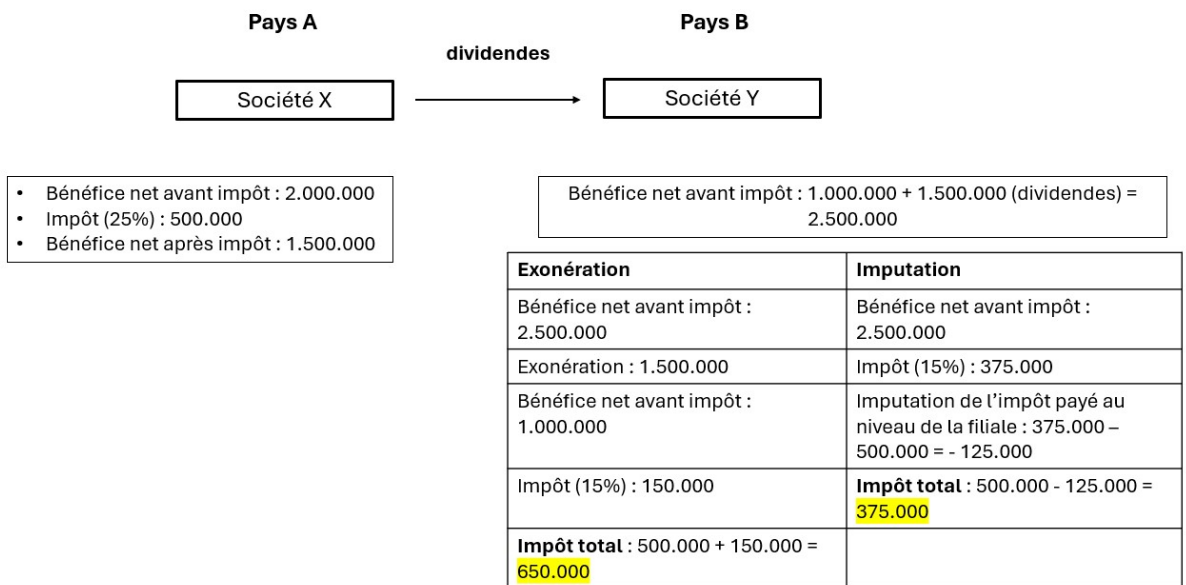 Pays A
Pays B
dividendes
Société X
Société Y
• Bénéfice net avant impôt : 2.000.000
• Impôt (25%) : 500.000
• Bénéfice net après impôt : 1.500.000
Bénéfice net avant impôt : 1.000.000 + 1.500.000 (dividendes) =
2.500.000
Exonération
Imputation
Bénéfice net avant impôt :
2.500.000
Bénéfice net avant impôt :
2.500.000
Exonération : 1.500.000
Impôt (15%) : 375.000
Bénéfice net avant impôt :
1.000.000
Imputation de l’impôt payé au
niveau de la filiale : 375.000 –
500.000 = - 125.000
Impôt (15%) : 150.000
Impôt total : 500.000 - 125.000 =
375.000
Impôt total : 500.000 + 150.000 =
650.000